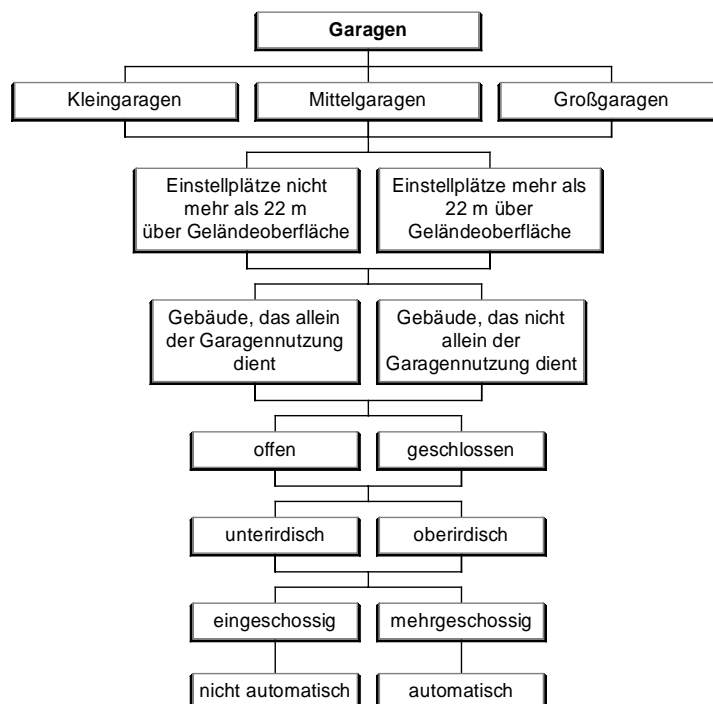 Garagen
Kleingaragen
Mittelgaragen
Großgaragen
Einstellplätze nicht
mehr als 22 m
über Geländeoberfläche
Einstellplätze mehr als
22 m über
Geländeoberfläche
Gebäude, das allein
der Garagennutzung
dient
Gebäude, das nicht
allein der
Garagennutzung dient
offen
geschlossen
unterirdisch
oberirdisch
eingeschossig
mehrgeschossig
nicht automatisch
automatisch